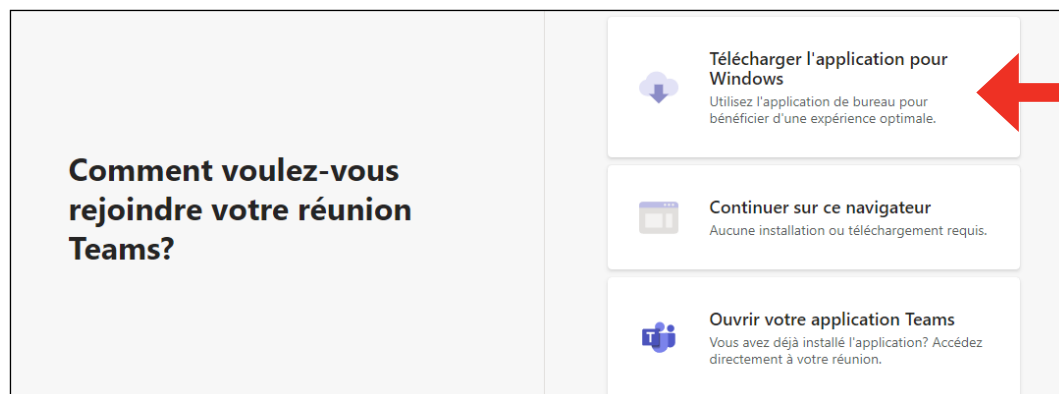 Comment voulez-vous
rejoindre votre réunion
Teams?
Télécharger l'application pour
Windows
Utilisez l'application de bureau pour
bénéficier d'une expérience optimale.
Continuer sur ce navigateur
Aucune installation ou téléchargement requis.
Ouvrir votre application Teams
Vous avez déjà installé l'application? Accédez
directement à votre réunion.